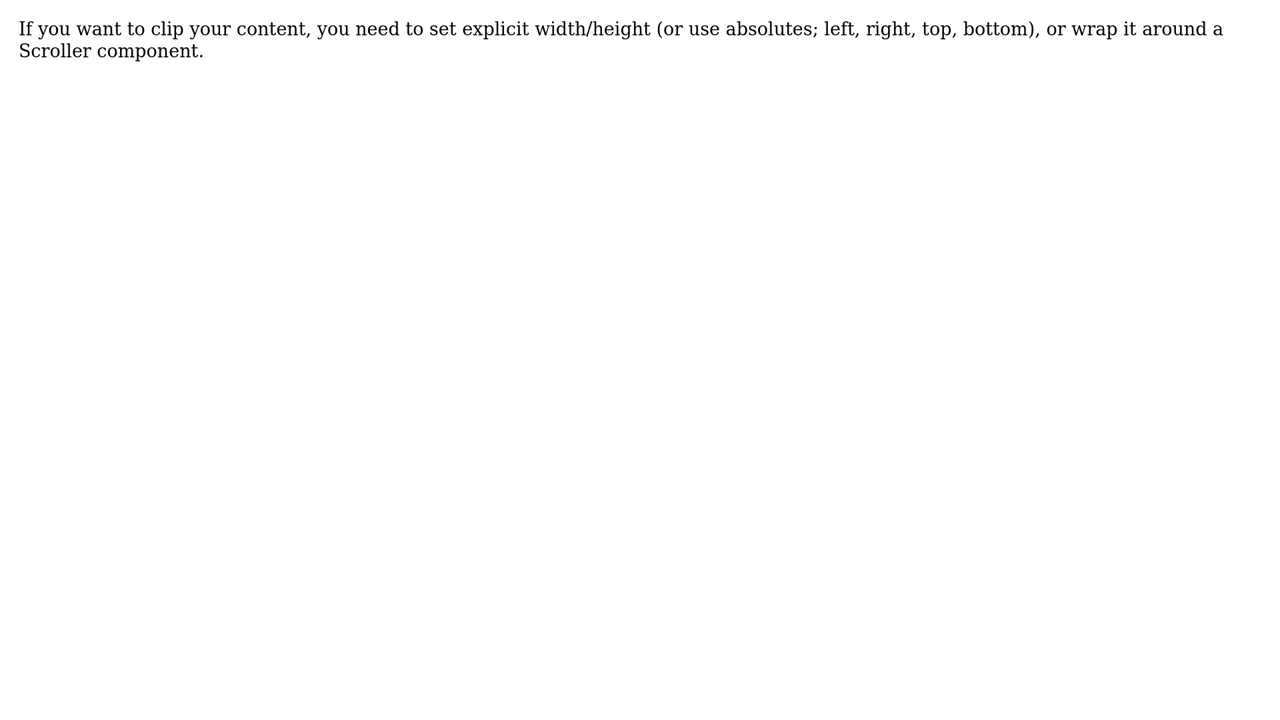 If you want to clip your content, you need to set explicit width/height (or use absolutes; left, right, top, bottom), or wrap it around a
Scroller component.